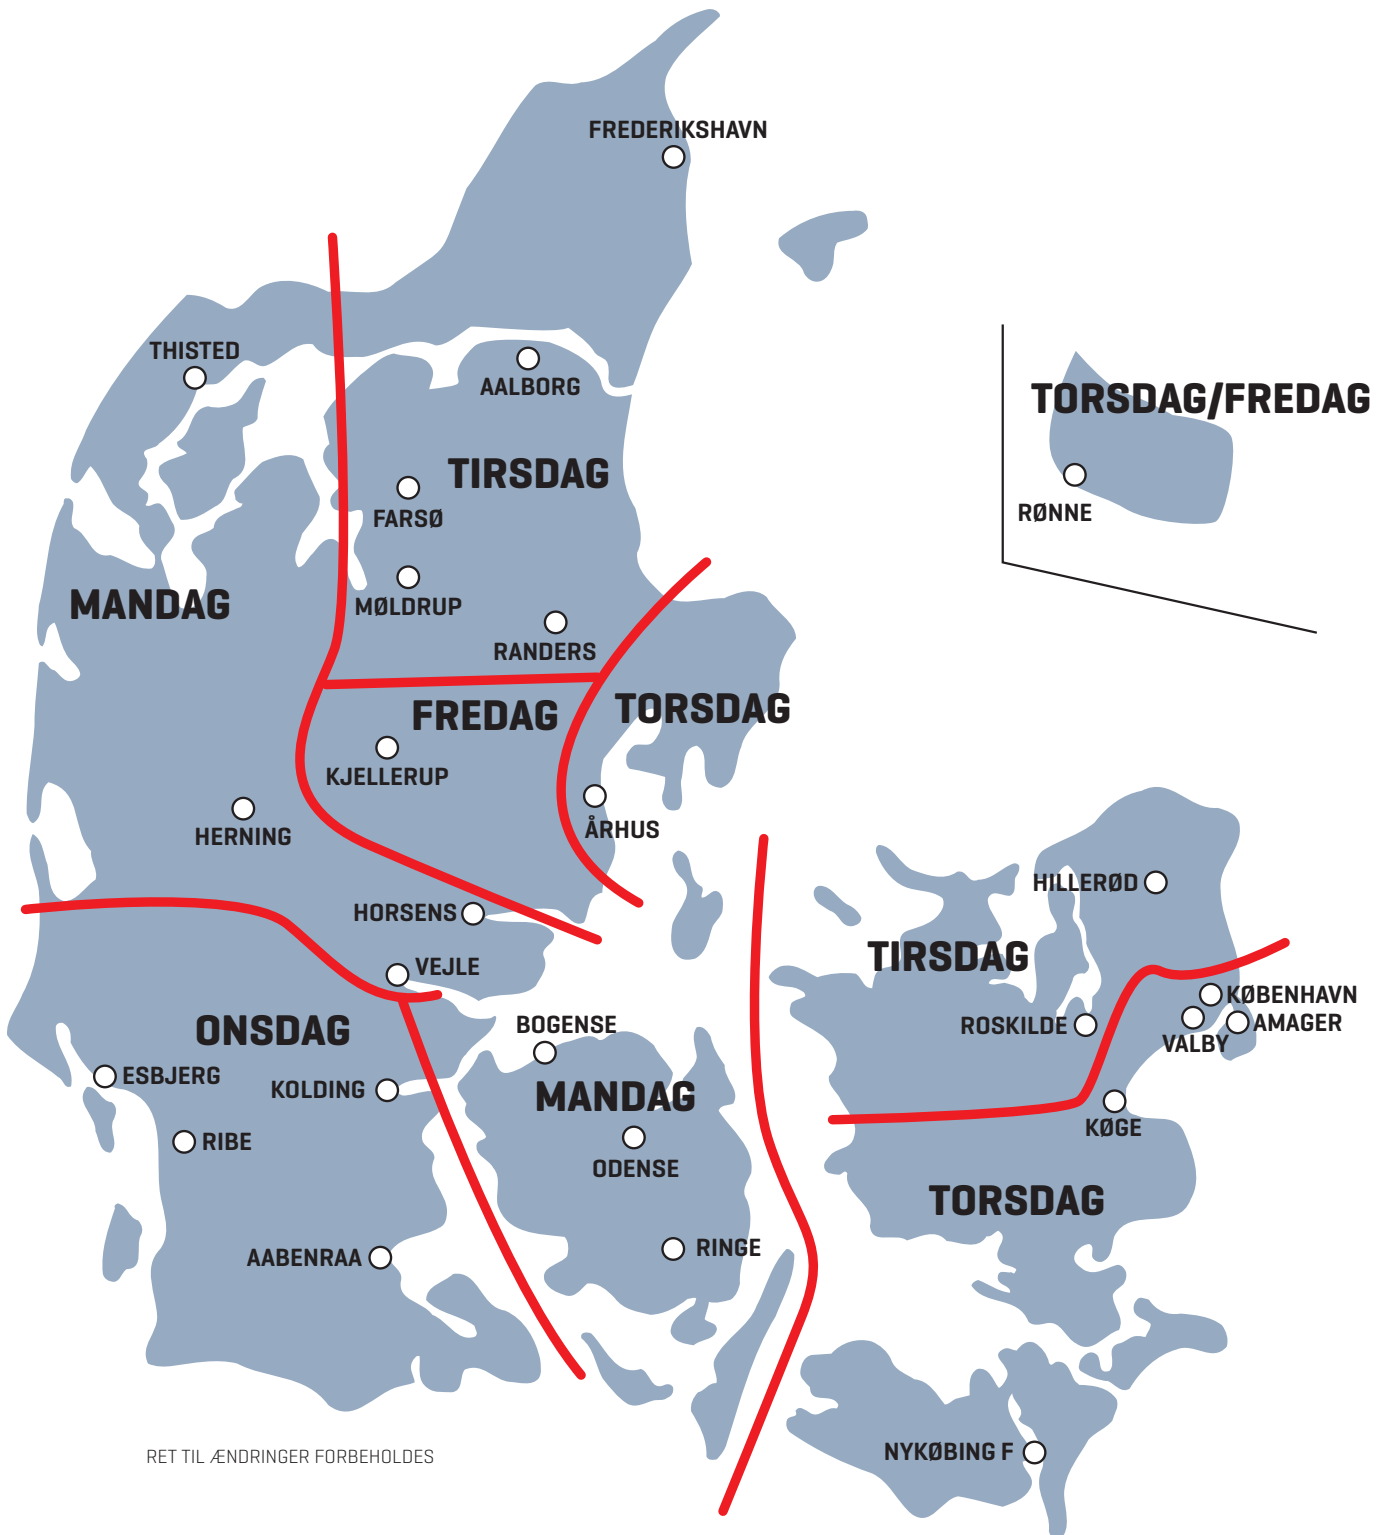 FREDERIKSHAVN
THISTED
AALBORG
TORSDAG/FREDAG
TIRSDAG
FARSØ
RØNNE
MANDAG
MØLDRUP
RANDERS
FREDAG
TORSDAG
KJELLERUP
HERNING
ÅRHUS
HILLERØD
HORSENS
TIRSDAG
VEJLE
KØBENHAVN
ONSDAG
BOGENSE
ROSKILDE
AMAGER
VALBY
ESBJERG
KOLDING
MANDAG
KØGE
RIBE
ODENSE
TORSDAG
RINGE
AABENRAA
NYKØBING F
RET TIL ÆNDRINGER FORBEHOLDES